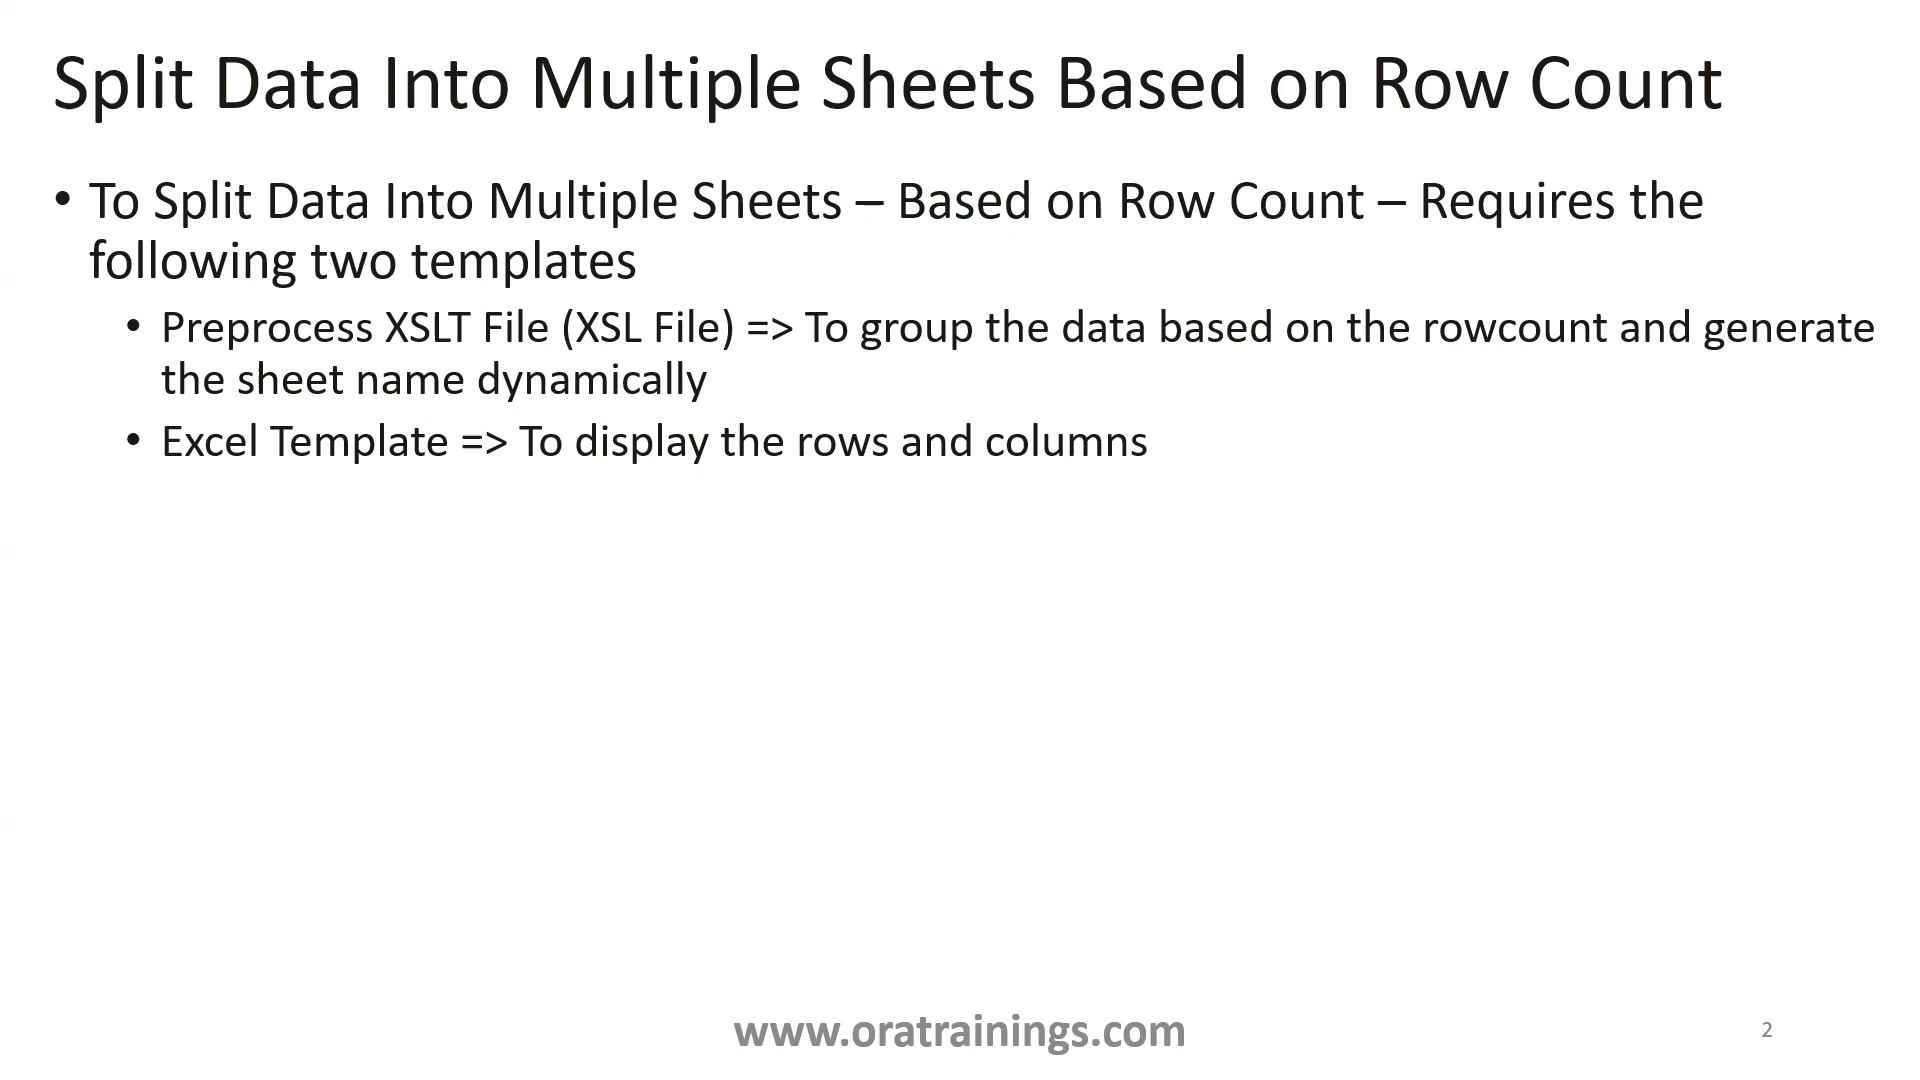 Split Data Into Multiple Sheets Based on Row Count
• To Split Data Into Multiple Sheets – Based on Row Count – Requires the
following two templates
• Preprocess XSLT File (XSL File) => To group the data based on the rowcount and generate
the sheet name dynamically
• Excel Template => To display the rows and columns
www.oratrainings.com
2